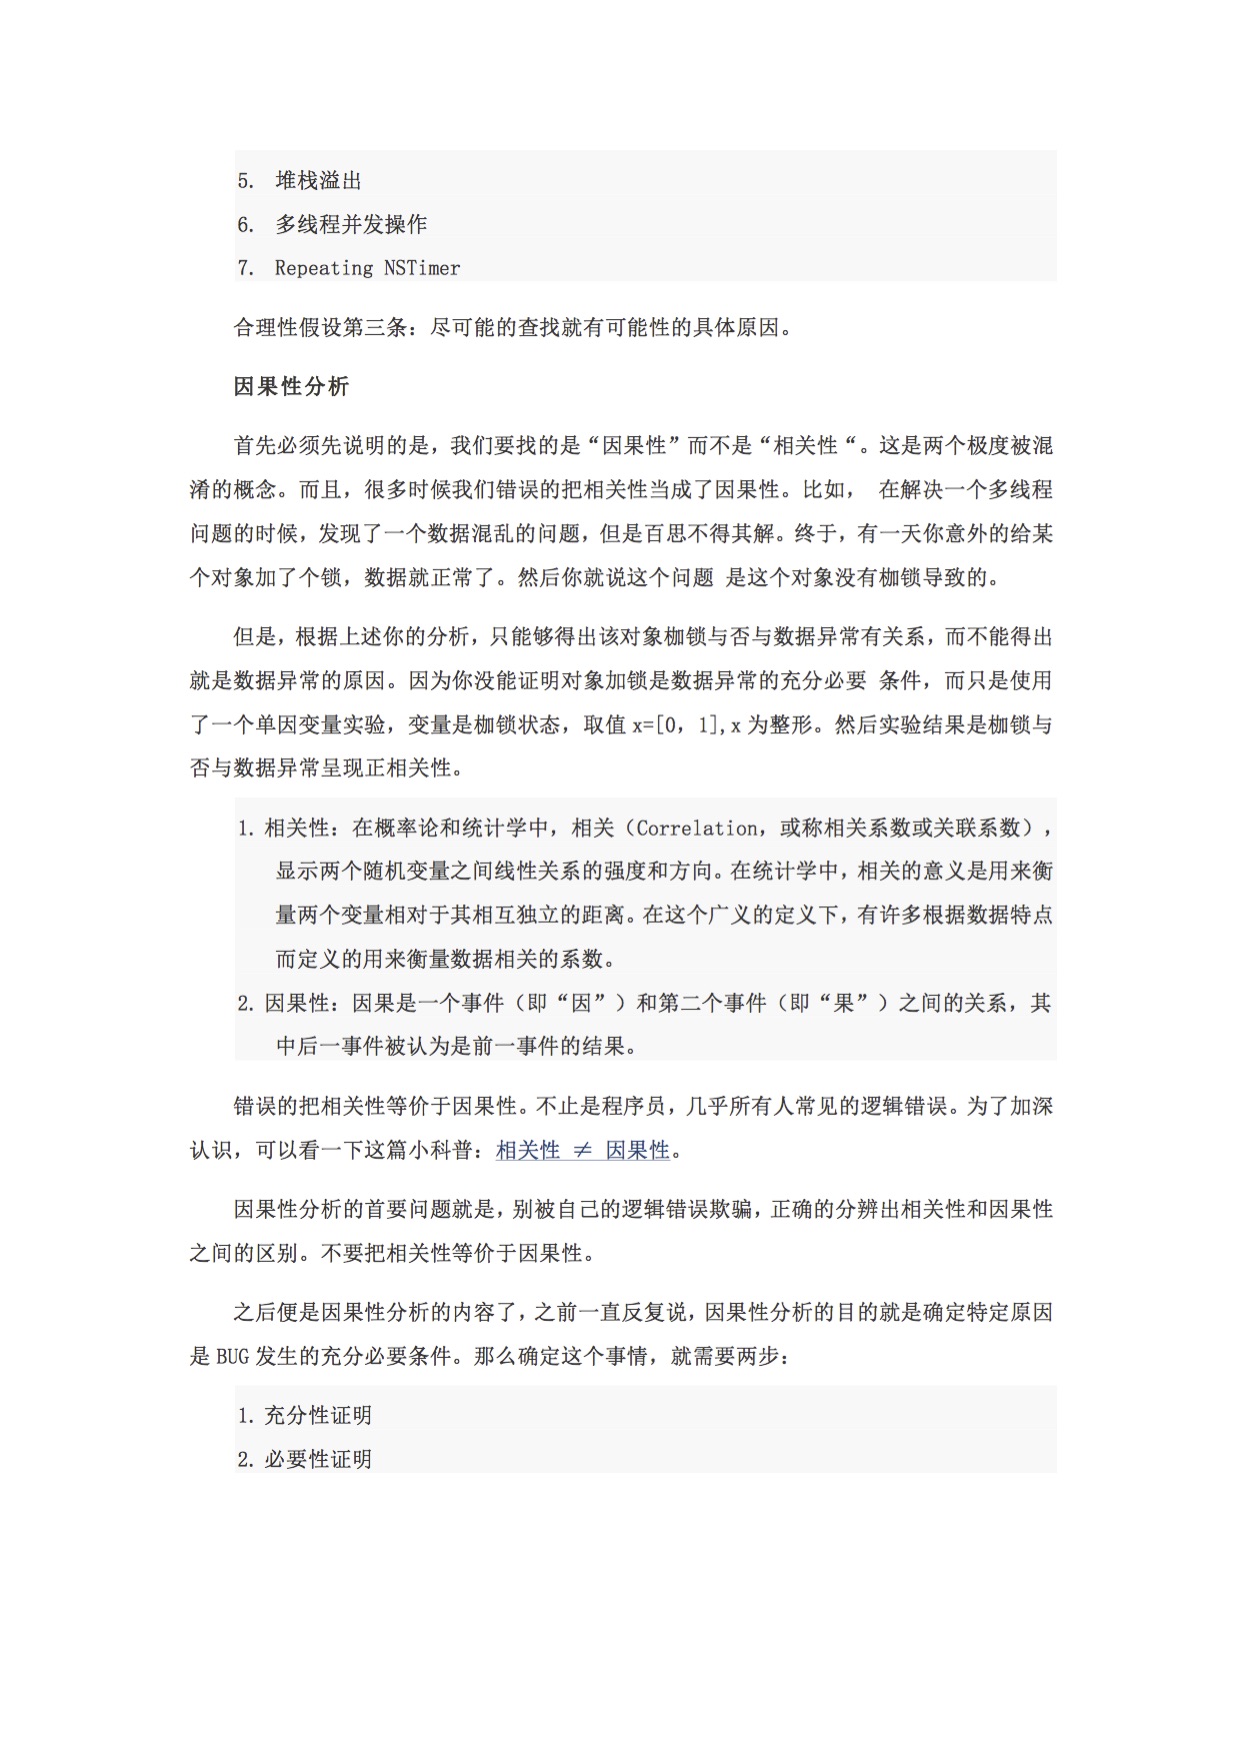 5. 堆栈溢出
6. 多线程并发操作
7. Repeating NSTimer
合理性假设第三条：尽可能的查找就有可能性的具体原因。
因果性分析
首先必须先说明的是，我们要找的是“因果性”而不是“相关性“。这是两个极度被混
淆的概念。而且，很多时候我们错误的把相关性当成了因果性。比如， 在解决一个多线程
问题的时候，发现了一个数据混乱的问题，但是百思不得其解。终于，有一天你意外的给某
个对象加了个锁，数据就正常了。然后你就说这个问题 是这个对象没有枷锁导致的。
但是，根据上述你的分析，只能够得出该对象枷锁与否与数据异常有关系，而不能得出
就是数据异常的原因。因为你没能证明对象加锁是数据异常的充分必要 条件，而只是使用
了一个单因变量实验，变量是枷锁状态，取值 x=[0，1],x 为整形。然后实验结果是枷锁与
否与数据异常呈现正相关性。
1. 相关性：在概率论和统计学中，相关（Correlation，或称相关系数或关联系数），
显示两个随机变量之间线性关系的强度和方向。在统计学中，相关的意义是用来衡
量两个变量相对于其相互独立的距离。在这个广义的定义下，有许多根据数据特点
而定义的用来衡量数据相关的系数。
2. 因果性：因果是一个事件（即“因”）和第二个事件（即“果”）之间的关系，其
中后一事件被认为是前一事件的结果。
错误的把相关性等价于因果性。不止是程序员，几乎所有人常见的逻辑错误。为了加深
认识，可以看一下这篇小科普：相关性 ≠ 因果性。
因果性分析的首要问题就是，别被自己的逻辑错误欺骗，正确的分辨出相关性和因果性
之间的区别。不要把相关性等价于因果性。
之后便是因果性分析的内容了，之前一直反复说，因果性分析的目的就是确定特定原因
是 BUG 发生的充分必要条件。那么确定这个事情，就需要两步：
1. 充分性证明
2. 必要性证明